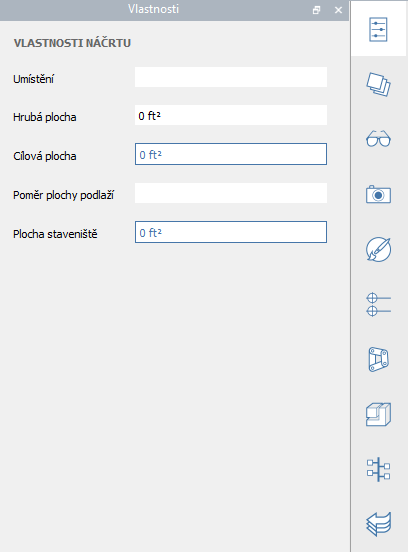 Vlastnosti
VLASTNOSTI NÁČRTU
Umístění
Hrubá plocha 0 ft²
Cílová plocha 0 ft²
Poměr plochy podlaží
Plocha staveniště 0 ft²